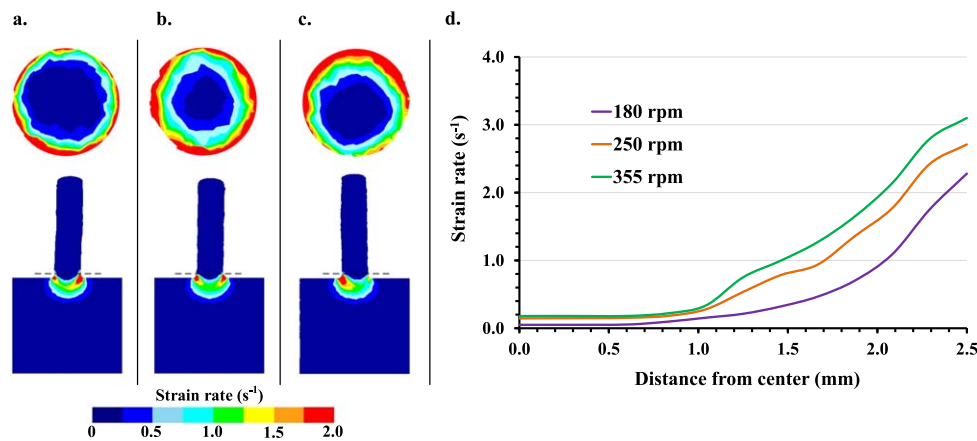 a.
b.
c.
d.
Strain rate (s⁻¹)
0 0.5 1.0 1.5 2.0
4.0
3.0
2.0
1.0
0.0
Strain rate (s⁻¹)
180 rpm
250 rpm
355 rpm
0.0 0.5 1.0 1.5 2.0 2.5
Distance from center (mm)